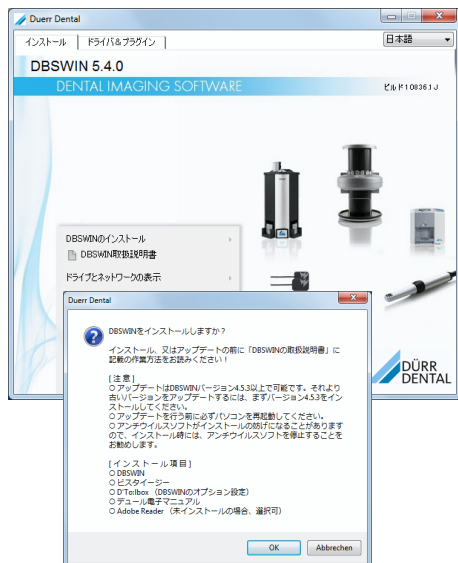 Duerr Dental
インストール
ドライバ&プラグイン
日本語
DBSWIN 5.4.0
DENTAL IMAGING SOFTWARE
ビルド10836.1J
DBSWINのインストール
DBSWIN取扱説明書
ドライブとネットワークの表示
DÜRR
DENTAL
Duerr Dental
DBSWINをインストールしますか?
インストール、又はアップデートの前に「DBSWINの取扱説明書」に
記載の作業方法をお読みください!
[注意]
○アップデートはDBSWINバージョン4.5.3以上で可能です。それより
古いバージョンをアップデートするには、まずバージョン4.5.3をイン
ストールしてください。
○アップデートを行う前に必ずパソコンを再起動してください。
○アンチウイルスソフトがインストールの妨げになることがあります
ので、インストール時には、アンチウイルスソフトを停止することを
お勧めします。
[インストール項目]
○DBSWIN
○ビスタイージー
○D'To:lbox (DBSWINのオプション設定)
○デュール電子マニュアル
○Adobe Reader (未インストールの場合、選択可)
OK
Abbrechen